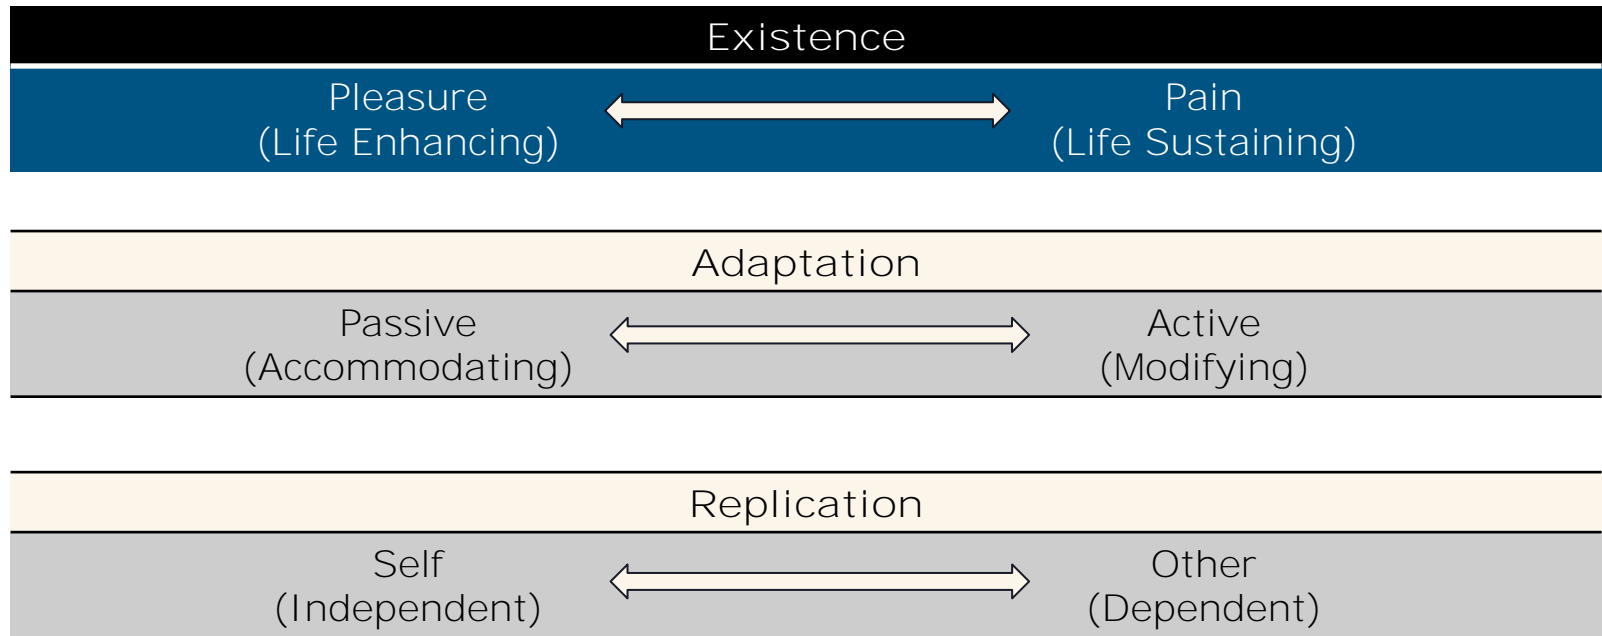 Existence
Pleasure Pain
(Life Enhancing) (Life Sustaining)
Adaptation
Passive Active
(Accommodating) (Modifying)
Replication
Self Other
(Independent) (Dependent)